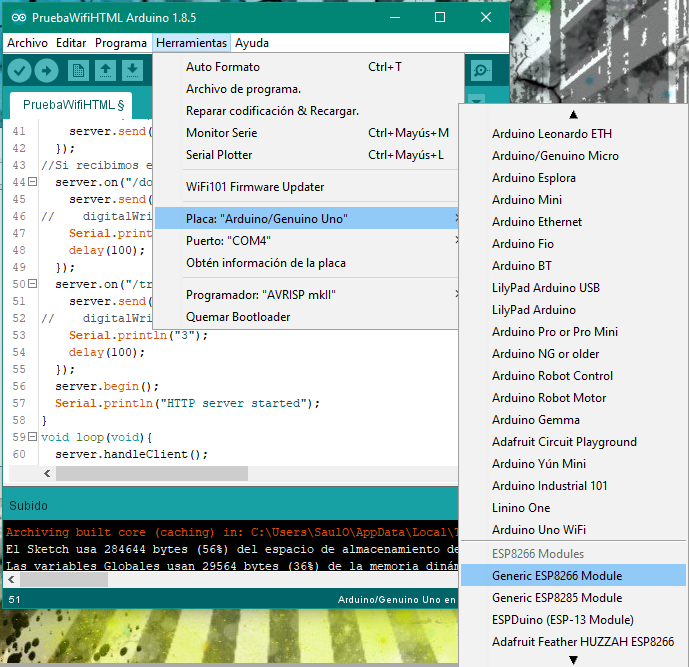 PruebaWifiHTML Arduino 1.8.5
Archivo Editar Programa Herramientas Ayuda
PruebaWifiHTML §
41 server.send(
42 });
43 //Si recibimos e
44 server.on("/do
45 server.send(
46 // digitalWri
47 Serial.print
48 delay(100);
49 });
50 server.on("/tr
51 server.send(
52 // digitalWri
53 Serial.println("3");
54 delay(100);
55 });
56 server.begin();
57 Serial.println("HTTP server started");
58 }
59 void loop(void){
60 server.handleClient();
Subido
Archiving built core (caching) in: C:\Users\SaulO\AppData\Local\T
El Sketch usa 284644 bytes (56%) del espacio de almacenamiento de
Las variables Globales usan 29564 bytes (36%) de la memoria dinám
51 Arduino/Genuino Uno en
Auto Formato Ctrl+T
Archivo de programa.
Reparar codificación & Recargar.
Monitor Serie Ctrl+Mayús+M
Serial Plotter Ctrl+Mayús+L
WiFi101 Firmware Updater
Placa: "Arduino/Genuino Uno"
Puerto: "COM4"
Obtén información de la placa
Programador: "AVRISP mkII"
Quemar Bootloader
Arduino Leonardo ETH
Arduino/Genuino Micro
Arduino Esplora
Arduino Mini
Arduino Ethernet
Arduino Fio
Arduino BT
LilyPad Arduino USB
LilyPad Arduino
Arduino Pro or Pro Mini
Arduino NG or older
Arduino Robot Control
Arduino Robot Motor
Arduino Gemma
Adafruit Circuit Playground
Arduino Yún Mini
Arduino Industrial 101
Linino One
Arduino Uno WiFi
ESP8266 Modules
Generic ESP8266 Module
Generic ESP8285 Module
ESPDuino (ESP-13 Module)
Adafruit Feather HUZZAH ESP8266